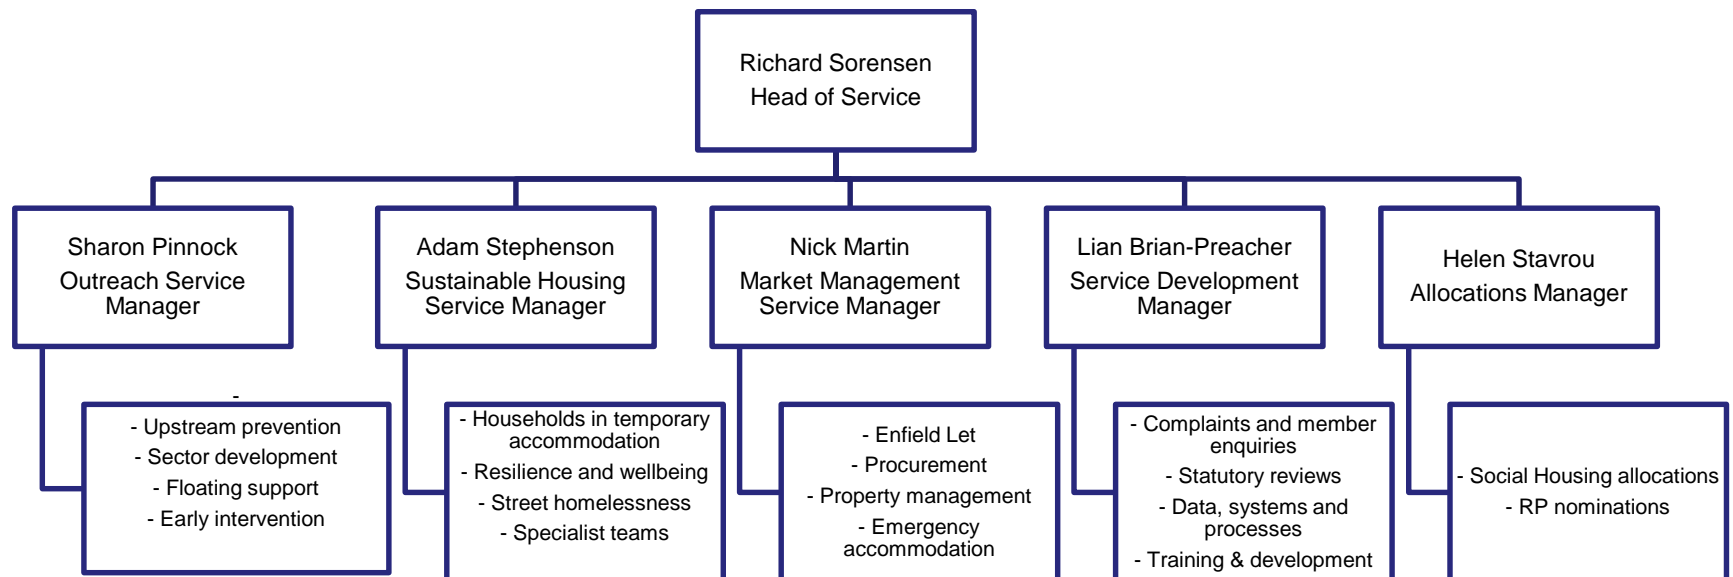 Richard Sorensen
Head of Service
Sharon Pinnock
Outreach Service
Manager
Adam Stephenson
Sustainable Housing
Service Manager
Nick Martin
Market Management
Service Manager
Lian Brian-Preacher
Service Development
Manager
Helen Stavrou
Allocations Manager
-
- Upstream prevention
- Sector development
- Floating support
- Early intervention
- Households in temporary
accommodation
- Resilience and wellbeing
- Street homelessness
- Specialist teams
- Enfield Let
- Procurement
- Property management
- Emergency
accommodation
- Complaints and member
enquiries
- Statutory reviews
- Data, systems and
processes
- Training & development
- Social Housing allocations
- RP nominations